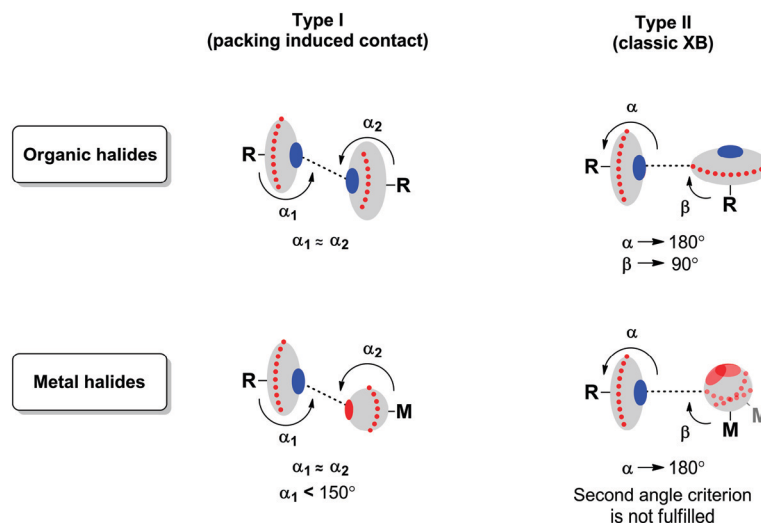 Type I
(packing induced contact)
Type II
(classic XB)
Organic halides
R
α₁
α₂
R
α₁ ≈ α₂
R
α
β
R
α → 180°
β → 90°
Metal halides
R
α₁
α₂
M
α₁ ≈ α₂
α₁ < 150°
R
α
β
M
M
α → 180°
Second angle criterion
is not fulfilled